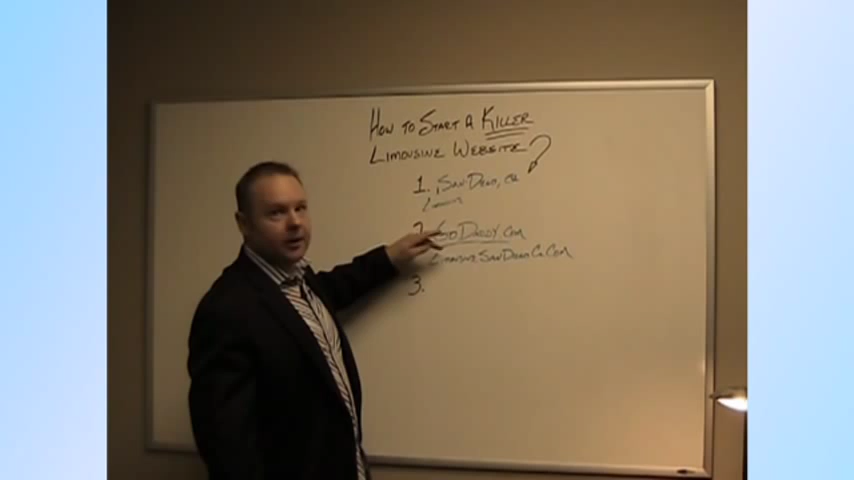 How to Start A Killer
Limousine Website?
1. San Diego, Ca
2. GoDaddy.com
LimousineSanDiegoCa.Com
3.